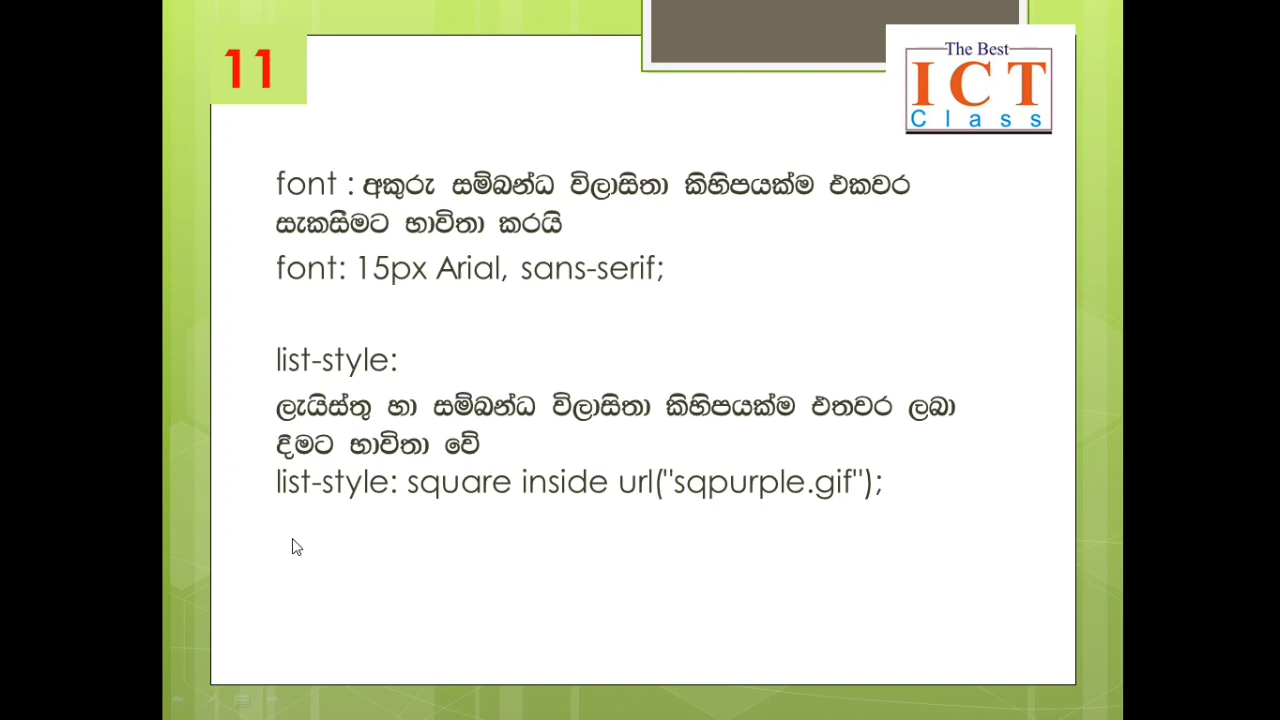 11
The Best
ICT
Class
font : අකුරු සම්බන්ධ විලාසිතා කිහිපයක්ම එකවර
සැකසීමට භාවිතා කරයි
font: 15px Arial, sans-serif;
list-style:
ලැයිස්තු හා සම්බන්ධ විලාසිතා කිහිපයක්ම එතවර ලබා
දීමට භාවිතා වේ
list-style: square inside url("sqpurple.gif");